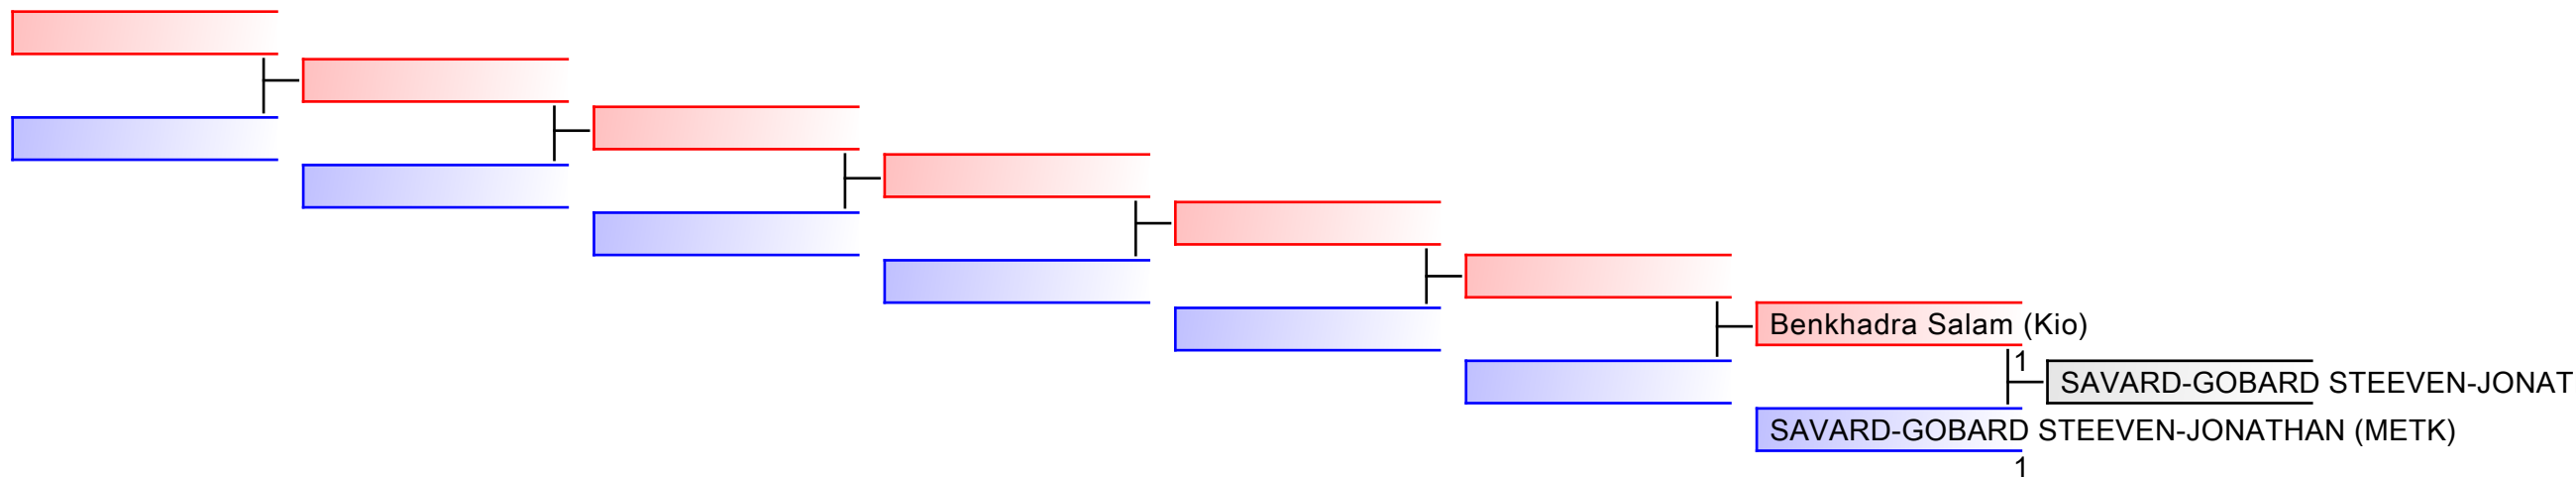 Benkhadra Salam (Kio)
1
SAVARD-GOBARD STEEVEN-JONAT
SAVARD-GOBARD STEEVEN-JONATHAN (METK)
1